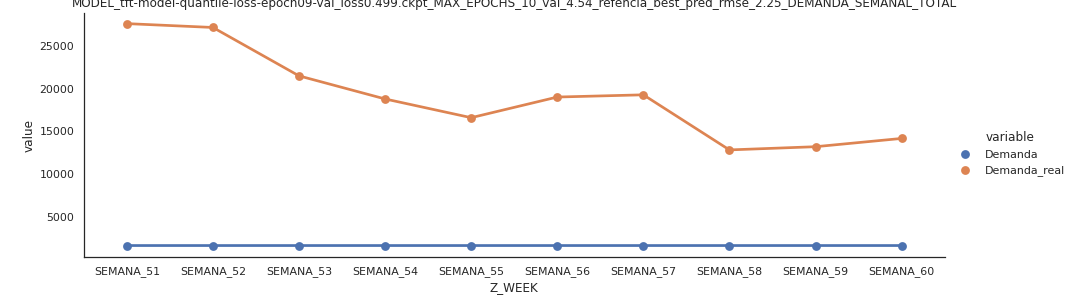 MODEL_tft-model-quantile-loss-epoch09-val_loss0.499.ckpt_MAX_EPOCHS_10_val_4.54_refencia_best_pred_rmse_2.25_DEMANDA_SEMANAL_TOTAL
25000
20000
15000
10000
5000
value
SEMANA_51 SEMANA_52 SEMANA_53 SEMANA_54 SEMANA_55 SEMANA_56 SEMANA_57 SEMANA_58 SEMANA_59 SEMANA_60
Z_WEEK
variable
Demanda
Demanda_real